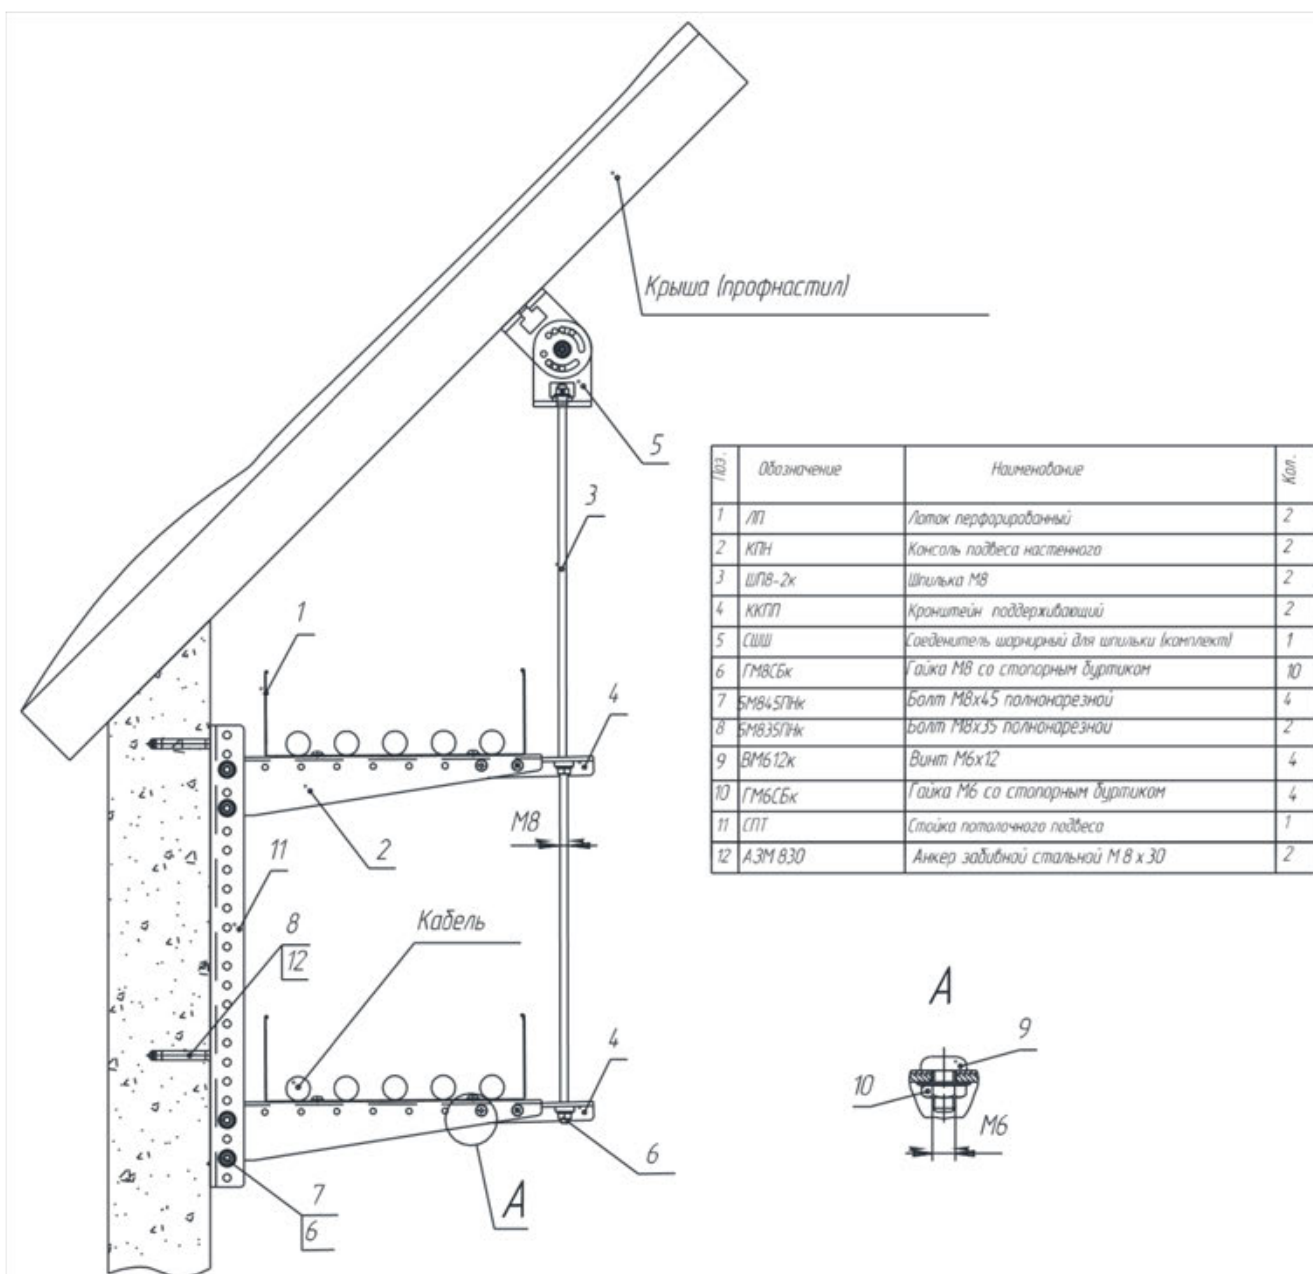 Крыша (профнастил)
5
3
1
4
M8
2
11
Кабель
8
12
4
6
7
6
A
Поз. Обозначение Наименование Кол.
1 ЛП Лоток перфорированный 2
2 КПН Консоль подвеса настенного 2
3 ШП8-2к Шпилька М8 2
4 ККПП Кронштейн поддерживающий 2
5 СШШ Соеденитель шарнирный для шпильки (комплект) 1
6 ГМ8СБк Гайка М8 со стопорным буртиком 10
7 БМ845ПНк Болт М8х45 полнонарезной 4
8 БМ835ПНк Болт М8х35 полнонарезной 2
9 ВМ612к Винт М6х12 4
10 ГМ6СБк Гайка М6 со стопорным буртиком 4
11 СПТ Стойка потолочного подвеса 1
12 АЗМ 830 Анкер забивной стальной М 8 х 30 2
A
9
10
M6